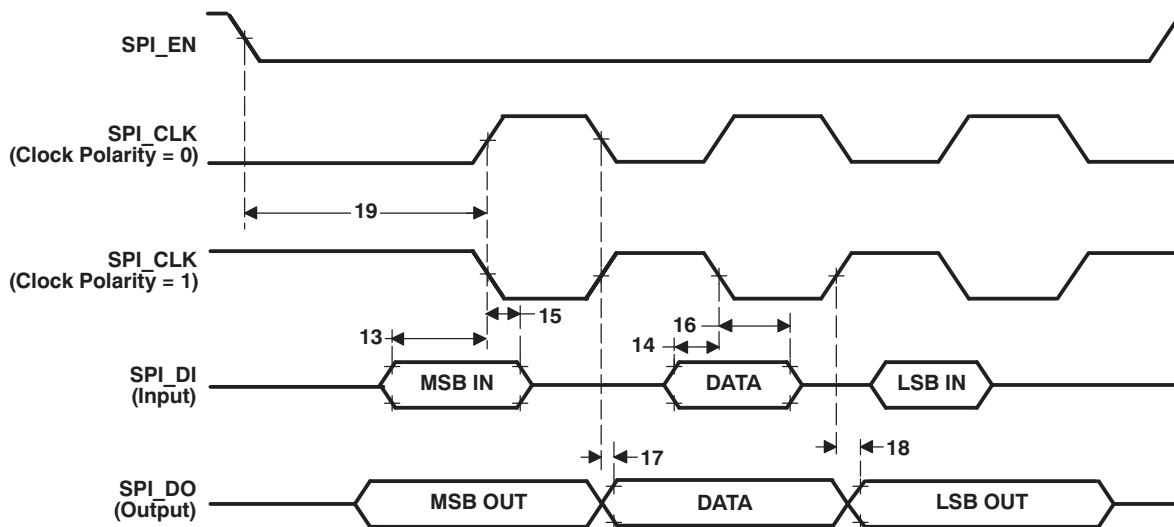 SPI_EN
SPI_CLK
(Clock Polarity = 0)
19
SPI_CLK
(Clock Polarity = 1)
15
13
16
14
SPI_DI
(Input)
MSB IN
DATA
LSB IN
17
18
SPI_DO
(Output)
MSB OUT
DATA
LSB OUT